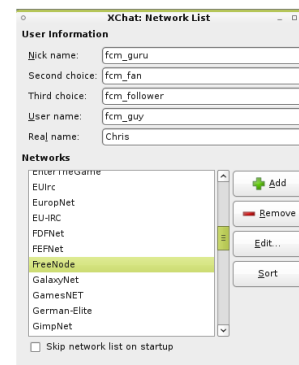 XChat: Network List
User Information
Nick name: fcm_guru
Second choice: fcm_fan
Third choice: fcm_follower
User name: fcm_guy
Real name: Chris
Networks
EnterTheGame
EUIrc
Add
EuropNet
EU-IRC
Remove
FDFNet
FEFNet
Edit...
FreeNode
GalaxyNet
Sort
GamesNET
German-Elite
GimpNet
Skip network list on startup